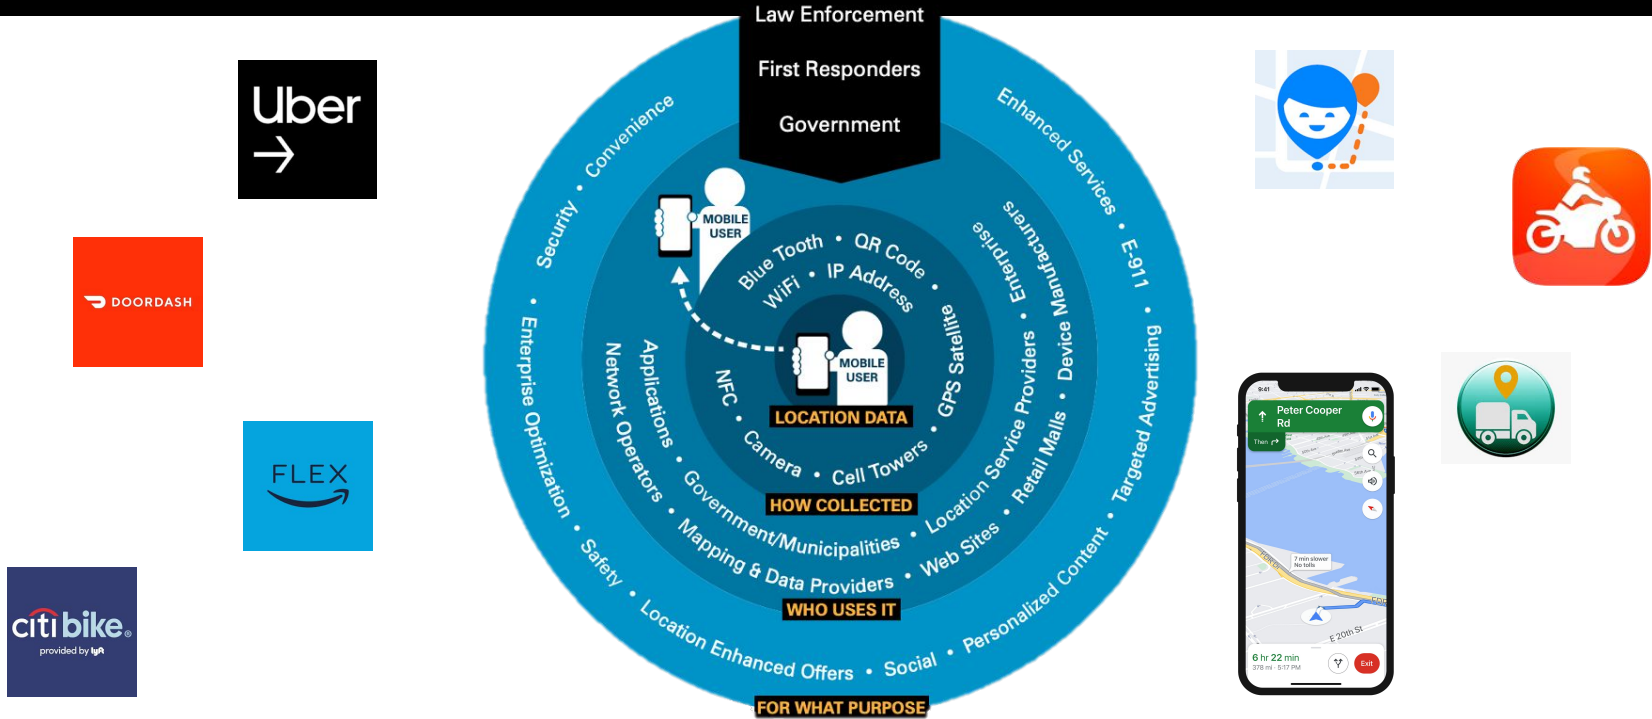 Law Enforcement
First Responders
Government
Uber
DOORDASH
FLEX
citi bike®
provided by lyft
Security • Convenience
Enhanced Services • E-911 •
Targeted Advertising •
Personalized Content •
Social •
Location Enhanced Offers •
Safety •
Enterprise Optimization •
MOBILE
USER
Blue Tooth • QR Code •
WiFi • IP Address
GPS Satellite •
Cell Towers •
Camera •
NFC
MOBILE
USER
LOCATION DATA
HOW COLLECTED
Enterprise •
Device Manufacturers •
Location Service Providers •
Retail Malls •
Web Sites •
Government/Municipalities •
Mapping & Data Providers •
Applications •
Network Operators •
WHO USES IT
FOR WHAT PURPOSE
9:41
Peter Cooper
Rd
Then
7 min slower
No tolls
FDR Dr
E 20th St
6 hr 22 min
378 mi · 5:17 PM
Exit